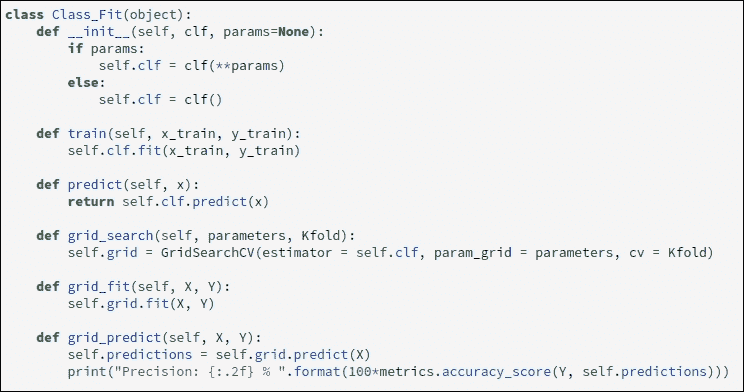 class Class_Fit(object):
    def __init__(self, clf, params=None):
        if params:
            self.clf = clf(**params)
        else:
            self.clf = clf()
    def train(self, x_train, y_train):
        self.clf.fit(x_train, y_train)
    def predict(self, x):
        return self.clf.predict(x)
    def grid_search(self, parameters, Kfold):
        self.grid = GridSearchCV(estimator = self.clf, param_grid = parameters, cv = Kfold)
    def grid_fit(self, X, Y):
        self.grid.fit(X, Y)
    def grid_predict(self, X, Y):
        self.predictions = self.grid.predict(X)
        print("Precision: {:.2f} % ".format(100*metrics.accuracy_score(Y, self.predictions)))